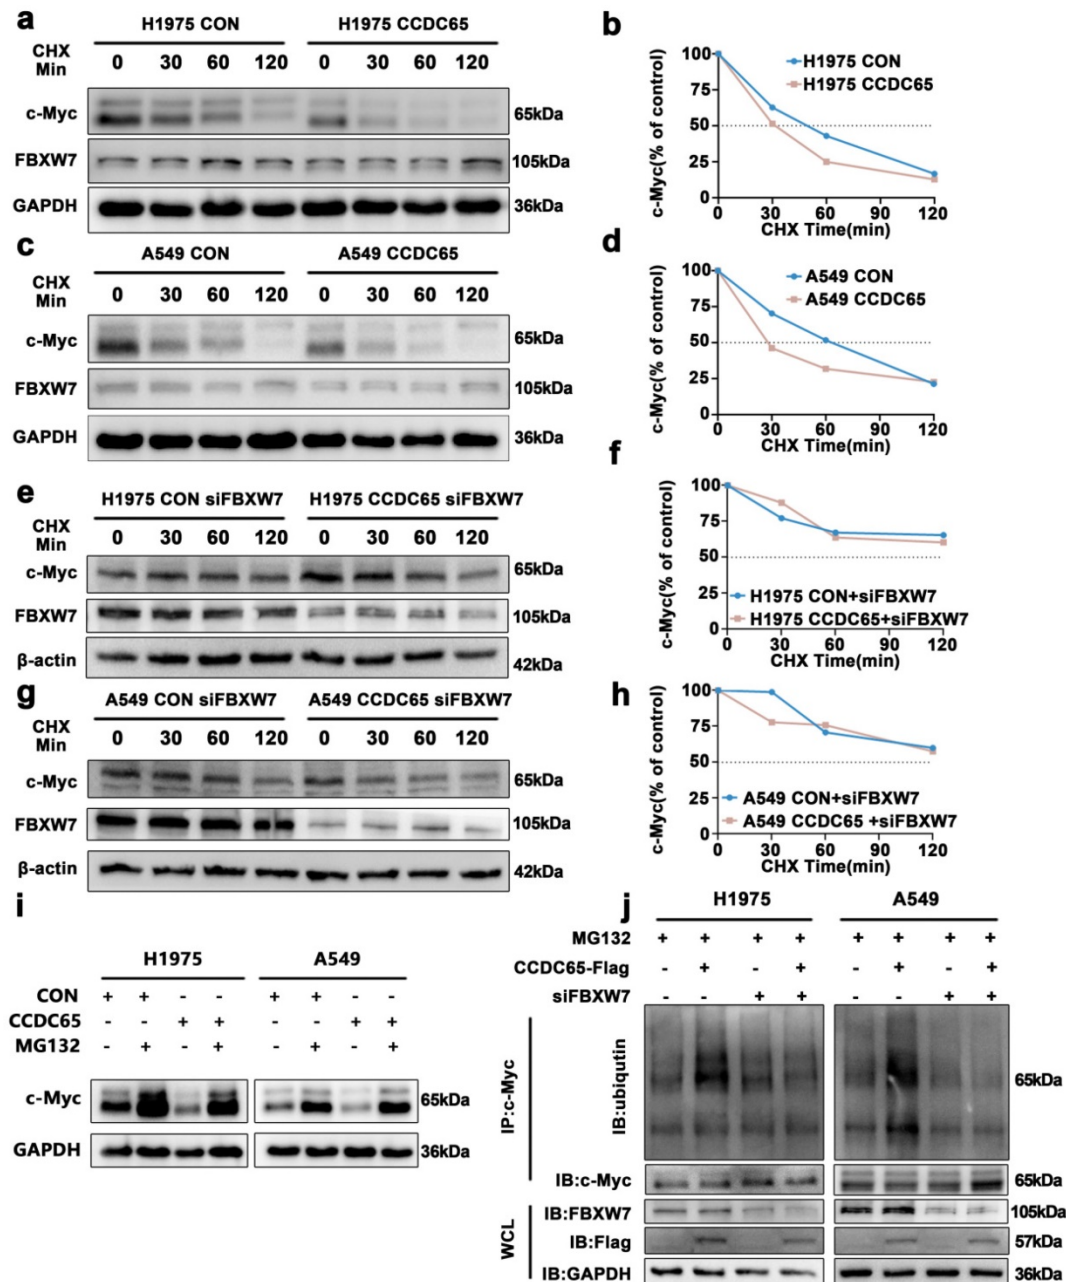 a
H1975 CON H1975 CCDC65
CHX
Min
0 30 60 120 0 30 60 120
c-Myc 65kDa
FBXW7 105kDa
GAPDH 36kDa
b
c-Myc(% of control)
100
75
50
25
0
H1975 CON
H1975 CCDC65
0 30 60 90 120
CHX Time(min)
c
A549 CON A549 CCDC65
CHX
Min
0 30 60 120 0 30 60 120
c-Myc 65kDa
FBXW7 105kDa
GAPDH 36kDa
d
c-Myc(% of control)
100
75
50
25
0
A549 CON
A549 CCDC65
0 30 60 90 120
CHX Time(min)
e
H1975 CON siFBXW7 H1975 CCDC65 siFBXW7
CHX
Min
0 30 60 120 0 30 60 120
c-Myc 65kDa
FBXW7 105kDa
β-actin 42kDa
f
c-Myc(% of control)
100
75
50
25
0
H1975 CON+siFBXW7
H1975 CCDC65+siFBXW7
0 30 60 90 120
CHX Time(min)
g
A549 CON siFBXW7 A549 CCDC65 siFBXW7
CHX
Min
0 30 60 120 0 30 60 120
c-Myc 65kDa
FBXW7 105kDa
β-actin 42kDa
h
c-Myc(% of control)
100
75
50
25
0
A549 CON+siFBXW7
A549 CCDC65 +siFBXW7
0 30 60 90 120
CHX Time(min)
i
H1975 A549
CON + + - - + + - -
CCDC65 - - + + - - + +
MG132 - + - + - + - +
c-Myc 65kDa
GAPDH 36kDa
j
H1975 A549
MG132 + + + + + + + +
CCDC65-Flag - + - + - + - +
siFBXW7 - - + + - - + +
IP:c-Myc
IB:ubiqutin 65kDa
IB:c-Myc 65kDa
WCL
IB:FBXW7 105kDa
IB:Flag 57kDa
IB:GAPDH 36kDa